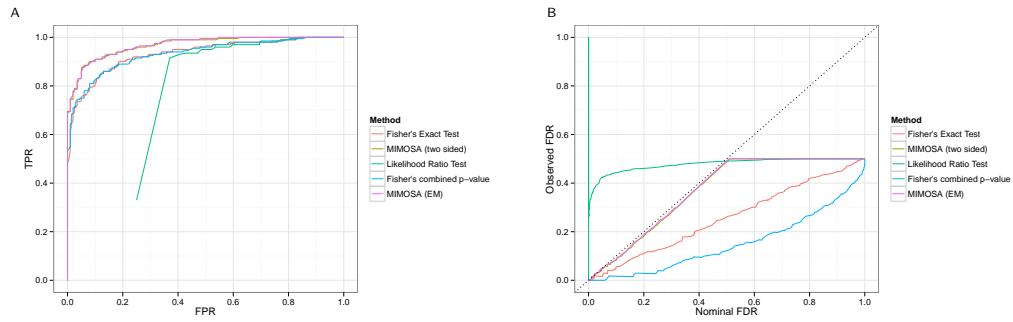 A
1.0
0.8
0.6
0.4
0.2
0.0
TPR
0.0 0.2 0.4 0.6 0.8 1.0
FPR
Method
Fisher's Exact Test
MIMOSA (two sided)
Likelihood Ratio Test
Fisher's combined p−value
MIMOSA (EM)
B
1.0
0.8
0.6
0.4
0.2
0.0
Observed FDR
0.0 0.2 0.4 0.6 0.8 1.0
Nominal FDR
Method
Fisher's Exact Test
MIMOSA (two sided)
Likelihood Ratio Test
Fisher's combined p−value
MIMOSA (EM)